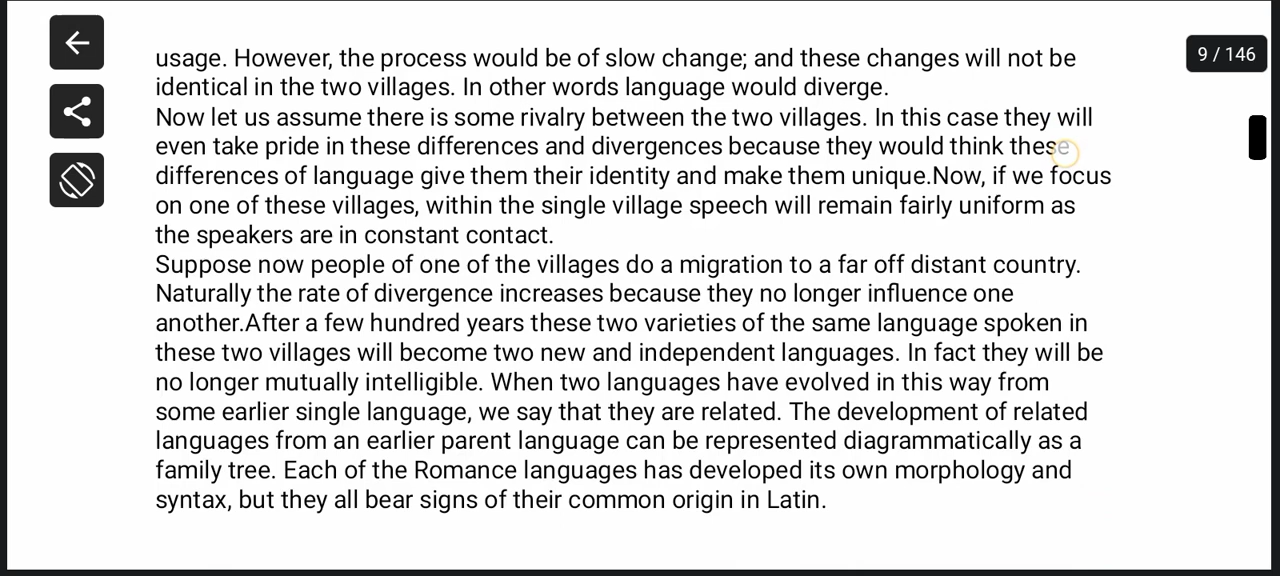 9 / 146
usage. However, the process would be of slow change; and these changes will not be
identical in the two villages. In other words language would diverge.
Now let us assume there is some rivalry between the two villages. In this case they will
even take pride in these differences and divergences because they would think these
differences of language give them their identity and make them unique.Now, if we focus
on one of these villages, within the single village speech will remain fairly uniform as
the speakers are in constant contact.
Suppose now people of one of the villages do a migration to a far off distant country.
Naturally the rate of divergence increases because they no longer influence one
another.After a few hundred years these two varieties of the same language spoken in
these two villages will become two new and independent languages. In fact they will be
no longer mutually intelligible. When two languages have evolved in this way from
some earlier single language, we say that they are related. The development of related
languages from an earlier parent language can be represented diagrammatically as a
family tree. Each of the Romance languages has developed its own morphology and
syntax, but they all bear signs of their common origin in Latin.